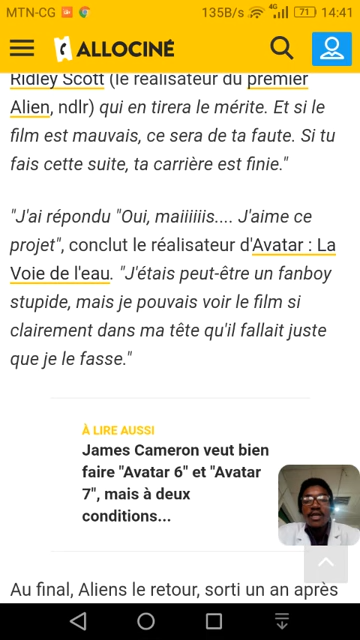 MTN-CG 135B/s 4G 71 14:41
ALLOCINÉ
Ridley Scott (le réalisateur du premier
Alien, ndlr) qui en tirera le mérite. Et si le
film est mauvais, ce sera de ta faute. Si tu
fais cette suite, ta carrière est finie."
"J'ai répondu "Oui, maiiiiiis.... J'aime ce
projet", conclut le réalisateur d'Avatar : La
Voie de l'eau. "J'étais peut-être un fanboy
stupide, mais je pouvais voir le film si
clairement dans ma tête qu'il fallait juste
que je le fasse."
À LIRE AUSSI
James Cameron veut bien
faire "Avatar 6" et "Avatar
7", mais à deux
conditions...
Au final, Aliens le retour, sorti un an après